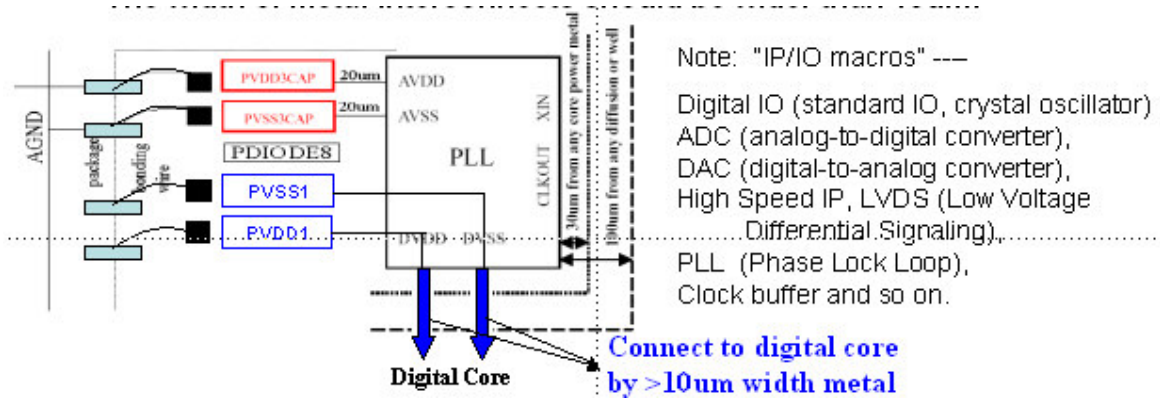 PVDD3CAP
20um
AVDD
PVSS3CAP
20um
AVSS
XIN
AGND
package
bonding
wire
PDIODE8
PLL
CLKOUT
PVSS1
PVDD1
DVDD
DVSS
30um from any core power metal
190um from any diffusion or well
Digital Core
Connect to digital core
by >10um width metal
Note: "IP/IO macros" ----
Digital IO (standard IO, crystal oscillator)
ADC (analog-to-digital converter),
DAC (digital-to-analog converter),
High Speed IP, LVDS (Low Voltage
Differential Signaling),
PLL (Phase Lock Loop),
Clock buffer and so on.